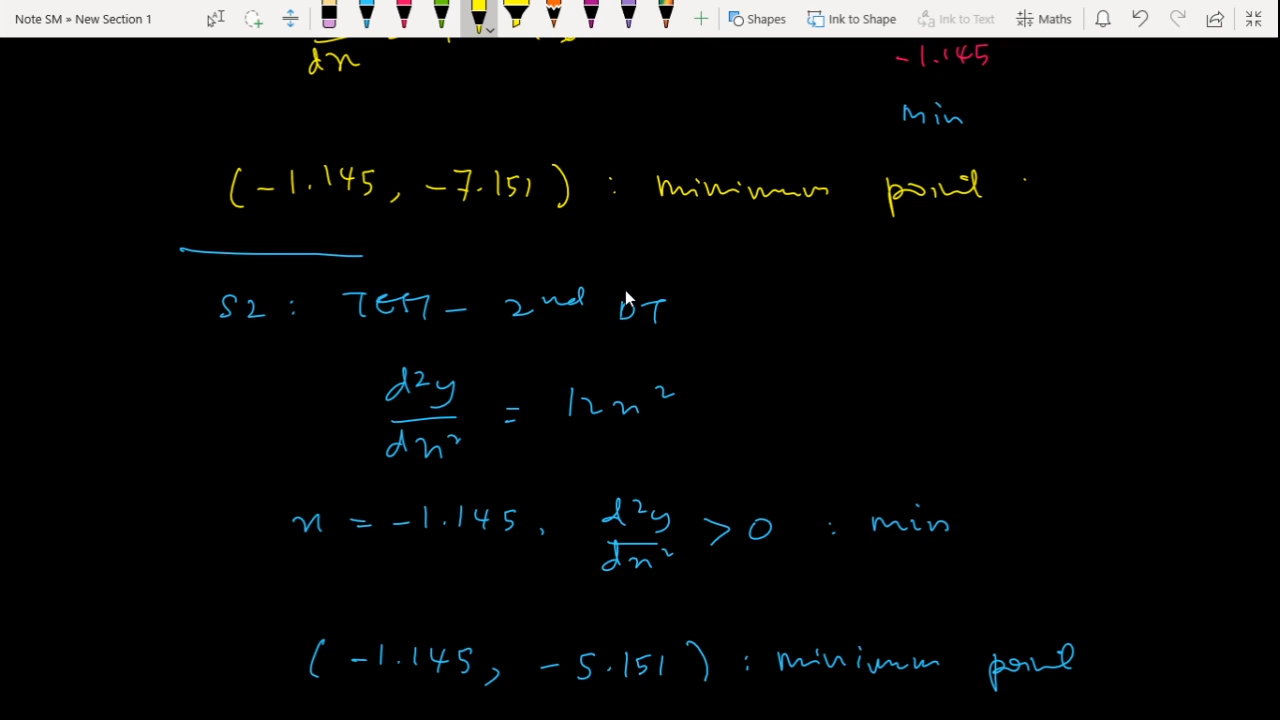 Note SM » New Section 1 Shapes Ink to Shape Ink to Text Maths
dx
-1.145
min
(-1.145, -7.151) : minimum point
S2 : TEM - 2nd DT
d²y/dx² = 12x²
x = -1.145, d²y/dx² > 0 : min
(-1.145, -5.151) : minimum point